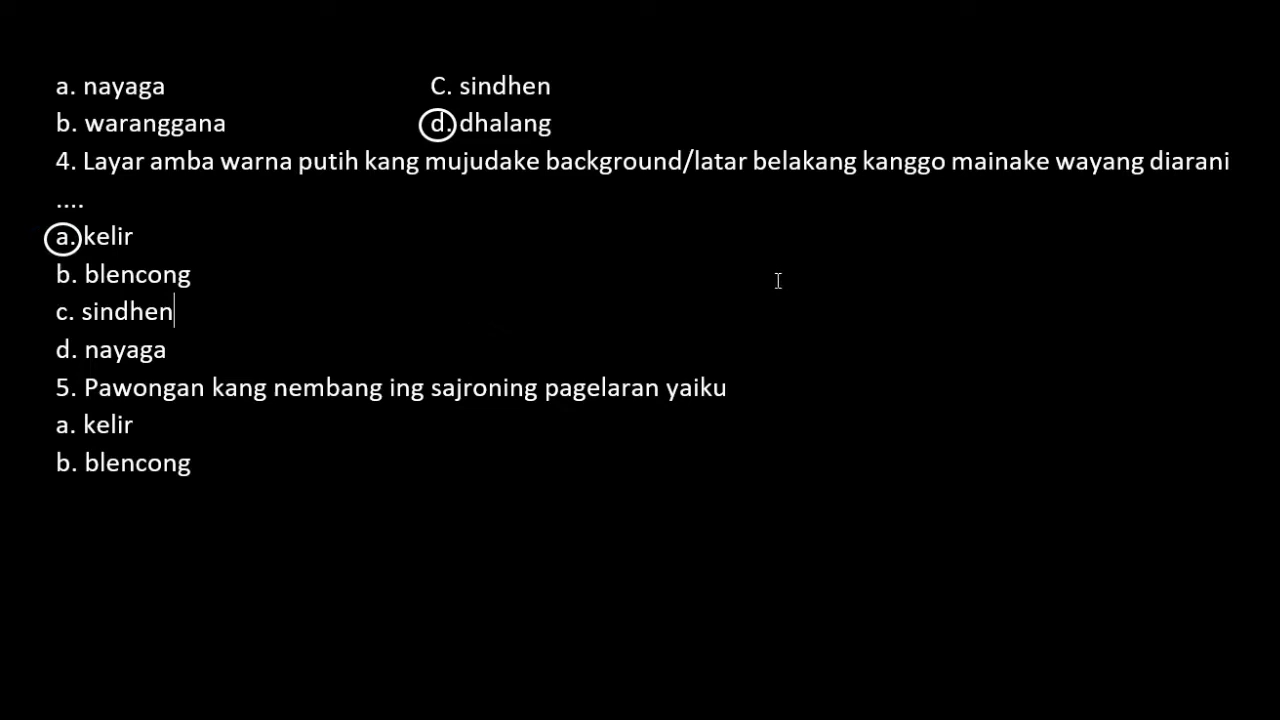 a. nayaga C. sindhen
b. waranggana d. dhalang
4. Layar amba warna putih kang mujudake background/latar belakang kanggo mainake wayang diarani
....
a. kelir
b. blencong
c. sindhen
d. nayaga
5. Pawongan kang nembang ing sajroning pagelaran yaiku
a. kelir
b. blencong